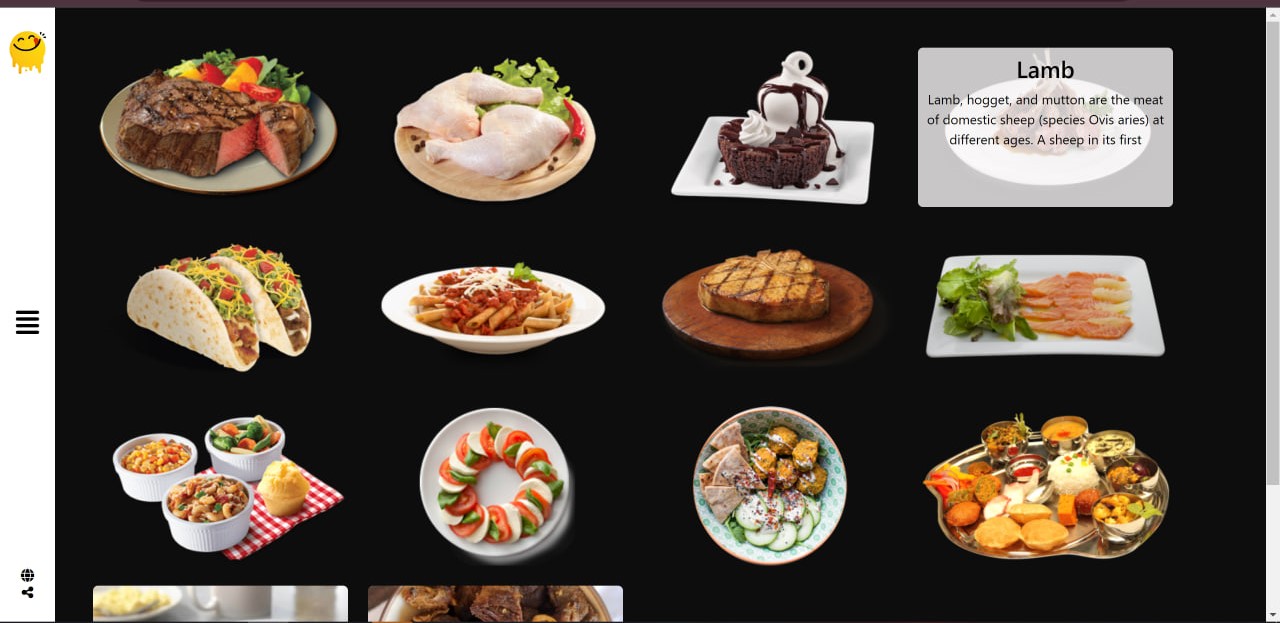 Lamb
Lamb, hogget, and mutton are the meat
of domestic sheep (species Ovis aries) at
different ages. A sheep in its first